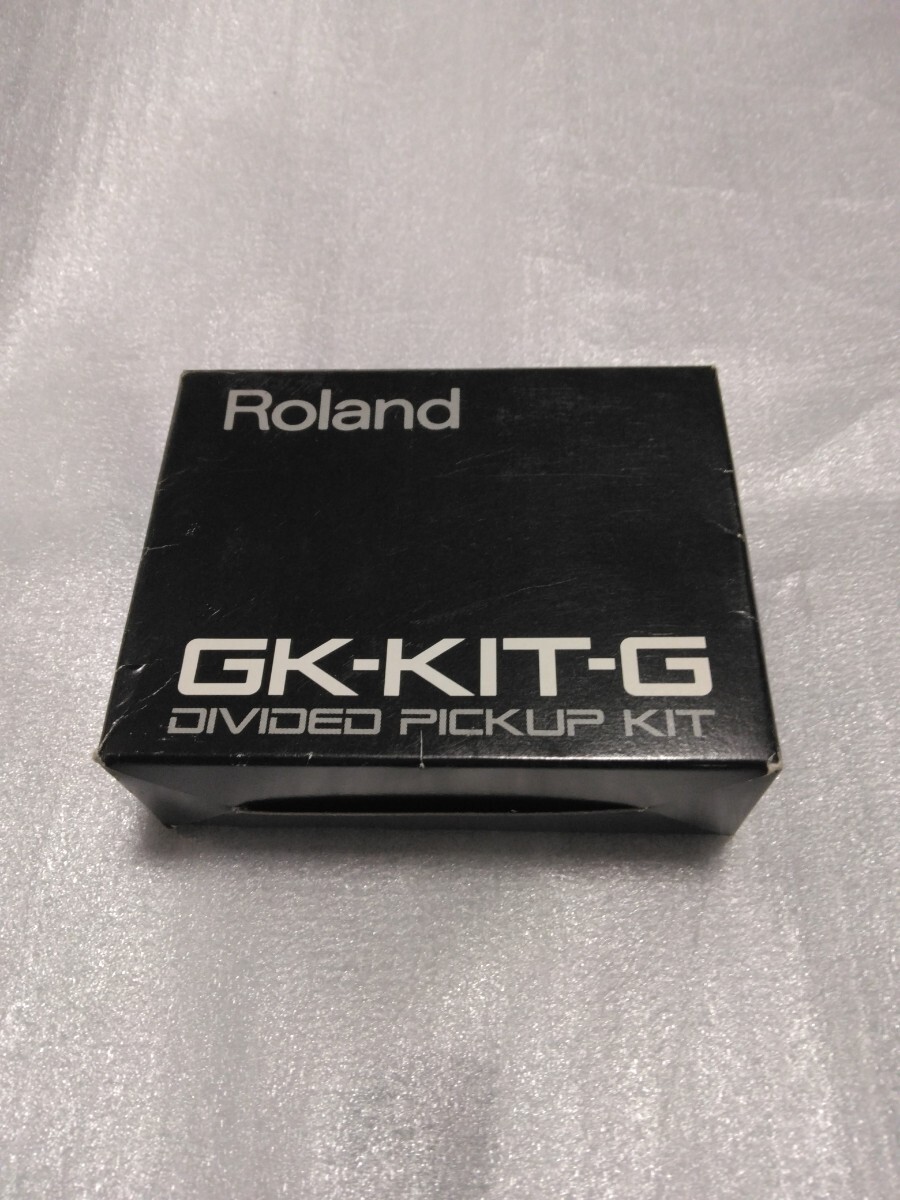 Roland
GK-KIT-G
DIVIDED PICKUP KIT